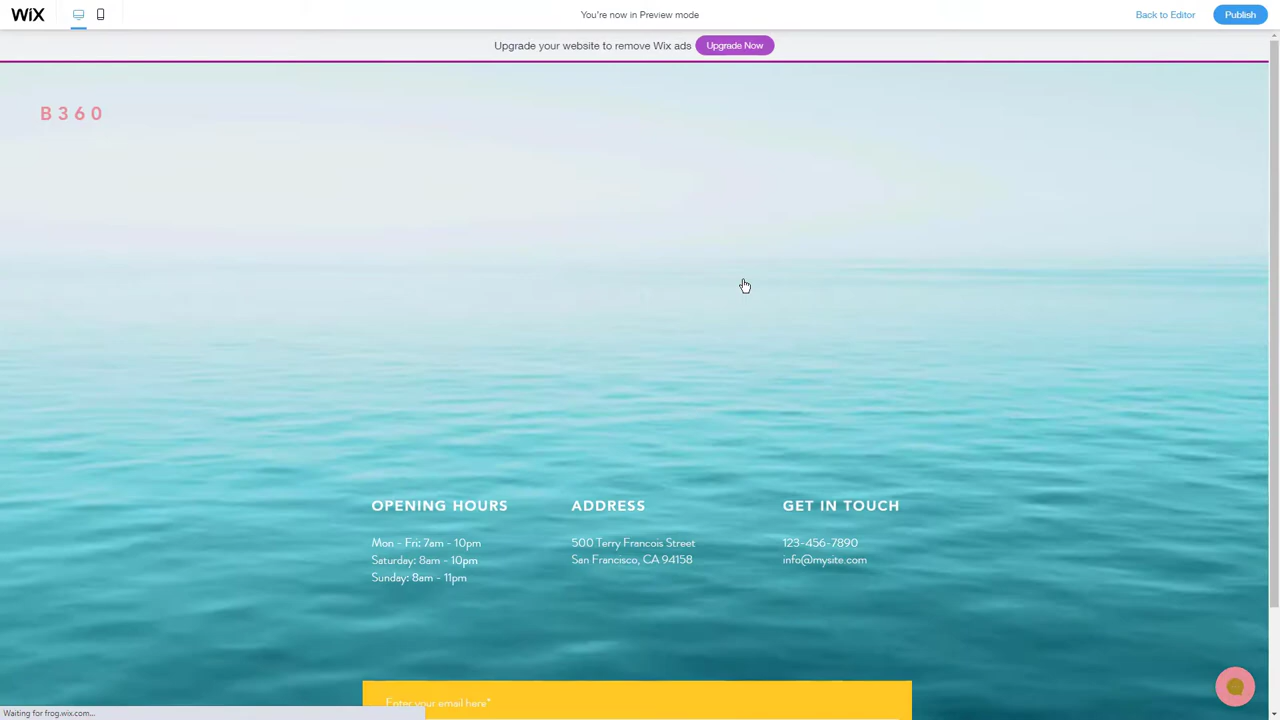 WiX
You're now in Preview mode
Back to Editor
Publish
Upgrade your website to remove Wix ads
Upgrade Now
B360
OPENING HOURS
Mon - Fri: 7am - 10pm
Saturday: 8am - 10pm
Sunday: 8am - 11pm
ADDRESS
500 Terry Francois Street
San Francisco, CA 94158
GET IN TOUCH
123-456-7890
info@mysite.com
Enter your email here*
Waiting for frog.wix.com...